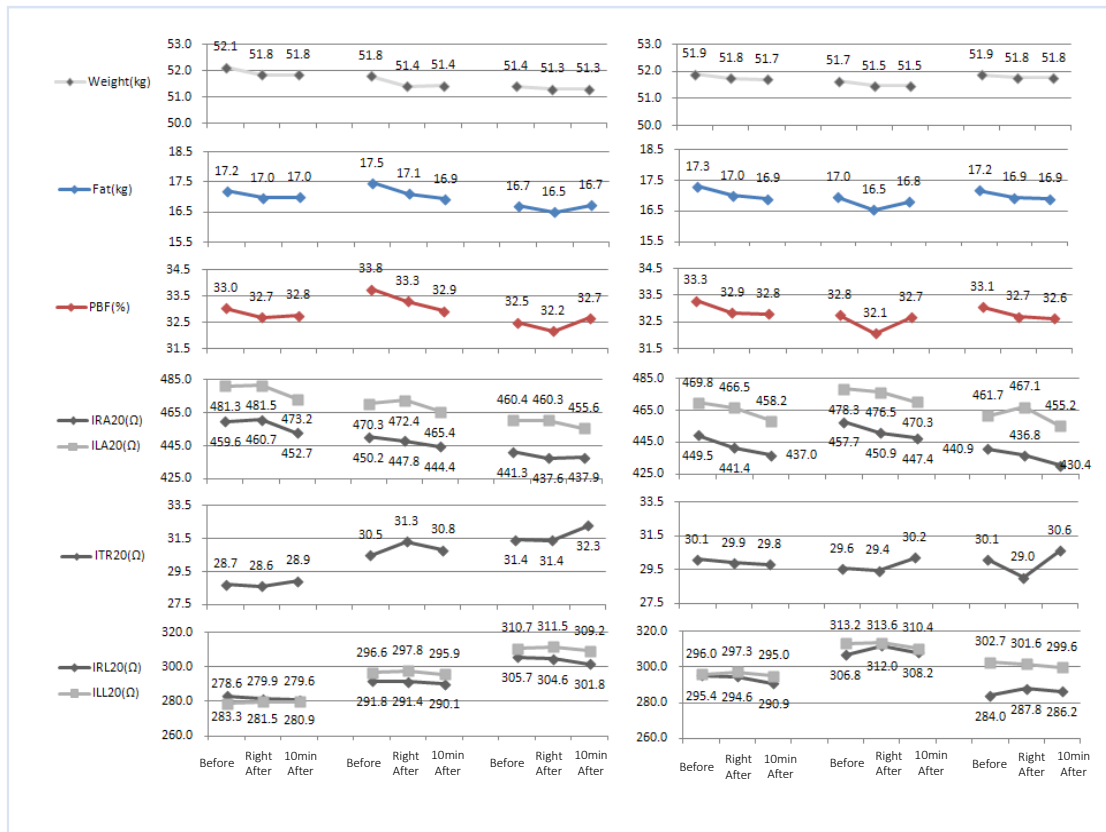 53.0
52.0
51.0
50.0
Weight(kg)
52.1 51.8 51.8 51.8 51.4 51.4 51.4 51.3 51.3
53.0
52.0
51.0
50.0
51.9 51.8 51.7 51.7 51.5 51.5 51.9 51.8 51.8
18.5
17.5
16.5
15.5
Fat(kg)
17.2 17.0 17.0 17.5 17.1 16.9 16.7 16.5 16.7
18.5
17.5
16.5
15.5
17.3 17.0 16.9 17.0 16.5 16.8 17.2 16.9 16.9
34.5
33.5
32.5
31.5
PBF(%)
33.0 32.7 32.8 33.8 33.3 32.9 32.5 32.2 32.7
34.5
33.5
32.5
31.5
33.3 32.9 32.8 32.8 32.1 32.7 33.1 32.7 32.6
485.0
465.0
445.0
425.0
IRA20(Ω)
ILA20(Ω)
481.3 481.5 473.2 470.3 472.4 465.4 460.4 460.3 455.6
459.6 460.7 452.7 450.2 447.8 444.4 441.3 437.6 437.9
485.0
465.0
445.0
425.0
469.8 466.5 458.2 478.3 476.5 470.3 461.7 467.1 455.2
449.5 441.4 437.0 457.7 450.9 447.4 440.9 436.8 430.4
33.5
31.5
29.5
27.5
ITR20(Ω)
28.7 28.6 28.9 30.5 31.3 30.8 31.4 31.4 32.3
33.5
31.5
29.5
27.5
30.1 29.9 29.8 29.6 29.4 30.2 30.1 29.0 30.6
320.0
300.0
280.0
260.0
IRL20(Ω)
ILL20(Ω)
278.6 279.9 279.6 296.6 297.8 295.9 310.7 311.5 309.2
283.3 281.5 280.9 291.8 291.4 290.1 305.7 304.6 301.8
320.0
300.0
280.0
260.0
296.0 297.3 295.0 313.2 313.6 310.4 302.7 301.6 299.6
295.4 294.6 290.9 306.8 312.0 308.2 284.0 287.8 286.2
Before Right After 10min After Before Right After 10min After Before Right After 10min After
Before Right After 10min After Before Right After 10min After Before Right After 10min After